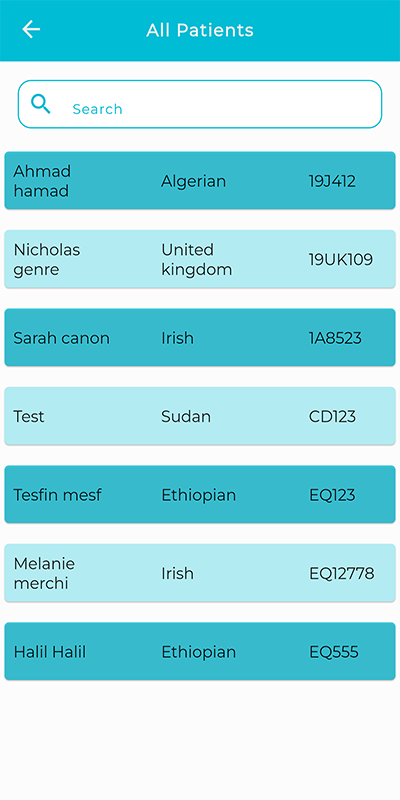 All Patients
Search
Ahmad
hamad
Algerian
19J412
Nicholas
genre
United
kingdom
19UK109
Sarah canon
Irish
1A8523
Test
Sudan
CD123
Tesfin mesf
Ethiopian
EQ123
Melanie
merchi
Irish
EQ12778
Halil Halil
Ethiopian
EQ555